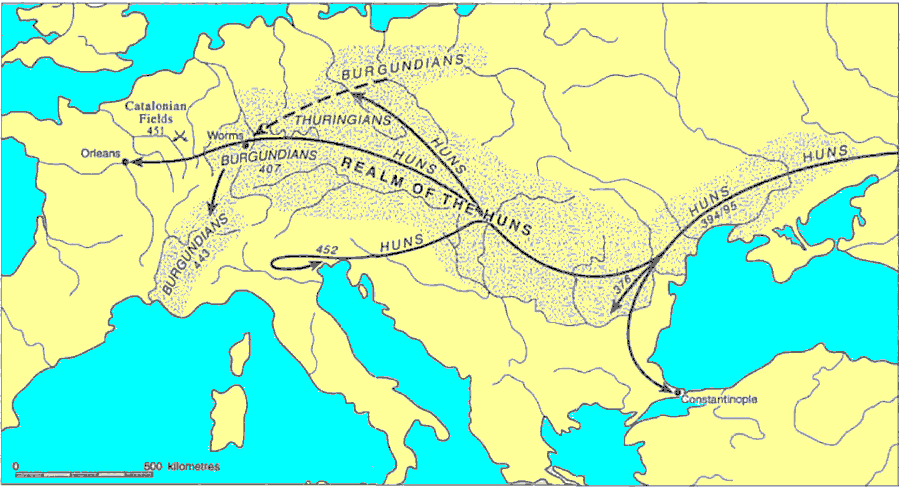 BURGUNDIANS
Catalonian
Fields
451
THURINGIANS
Worms
Orleans
BURGUNDIANS
407
HUNS
HUNS
REALM OF THE HUNS
HUNS
HUNS
394/95
BURGUNDIANS
443
452
HUNS
376
Constantinople
0 500 kilometres